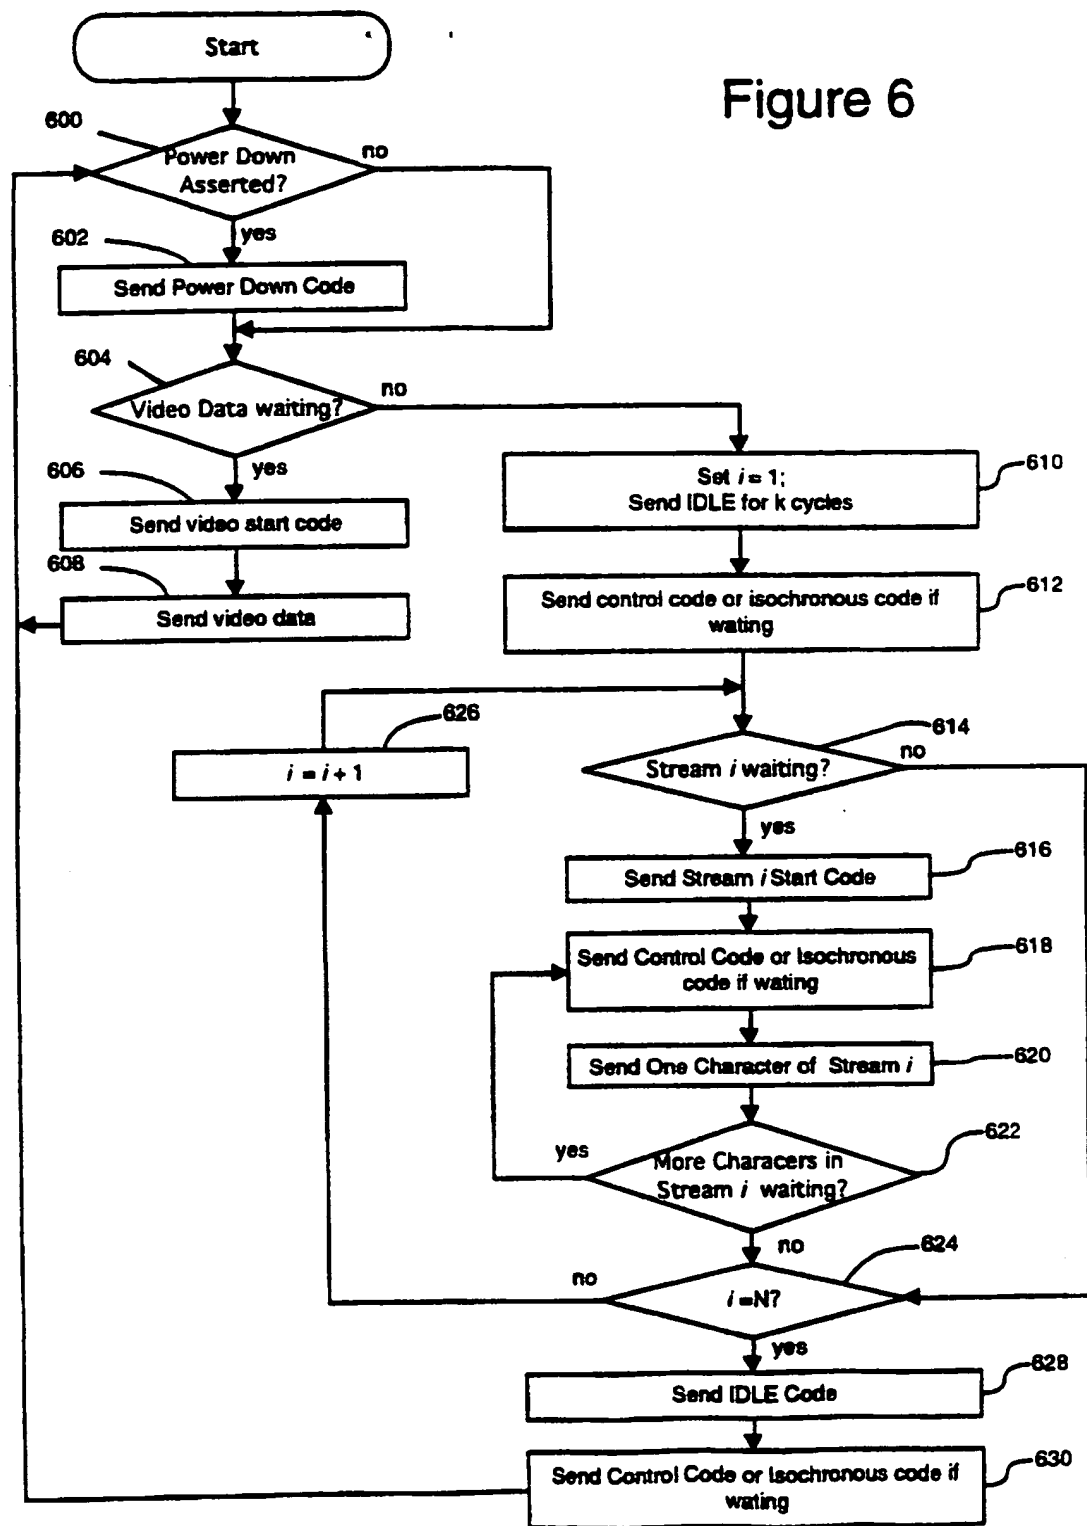 Start
Figure 6
600
Power Down
Asserted?
no
yes
602
Send Power Down Code
604
Video Data waiting?
no
yes
606
Send video start code
608
Send video data
610
Set i = 1;
Send IDLE for k cycles
612
Send control code or isochronous code if
wating
626
i = i + 1
614
Stream i waiting?
no
yes
616
Send Stream i Start Code
618
Send Control Code or Isochronous
code if wating
620
Send One Character of Stream i
622
More Characers in
Stream i waiting?
yes
no
624
i =N?
no
yes
628
Send IDLE Code
630
Send Control Code or Isochronous code if
wating